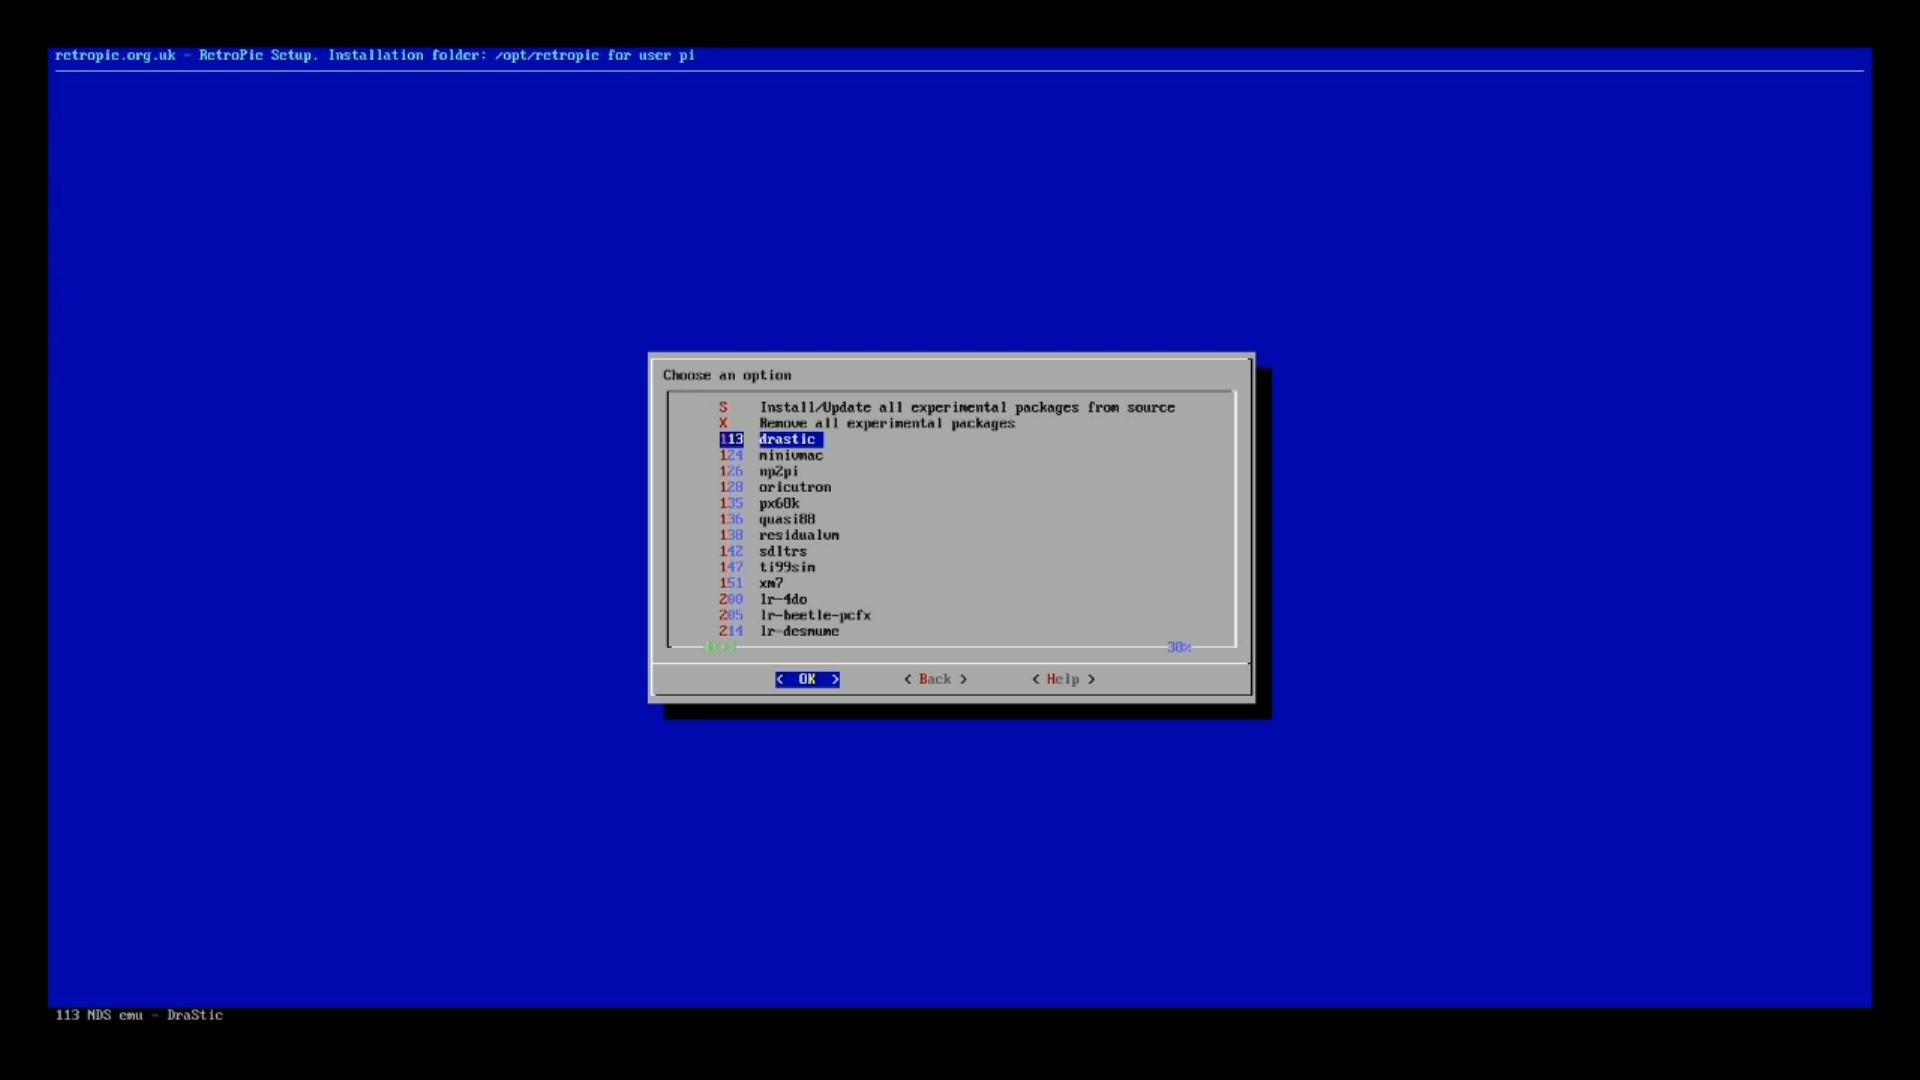 retropie.org.uk - RetroPie Setup. Installation folder: /opt/retropie for user pi
Choose an option
S Install/Update all experimental packages from source
X Remove all experimental packages
113 drastic
124 minivmac
126 np2pi
128 oricutron
135 px68k
136 quasi88
138 residualvm
142 sdltrs
147 ti99sim
151 xm7
200 lr-4do
205 lr-beetle-pcfx
214 lr-desmume
↓(+) 30%
< OK > < Back > < Help >
113 NDS emu - DraStic